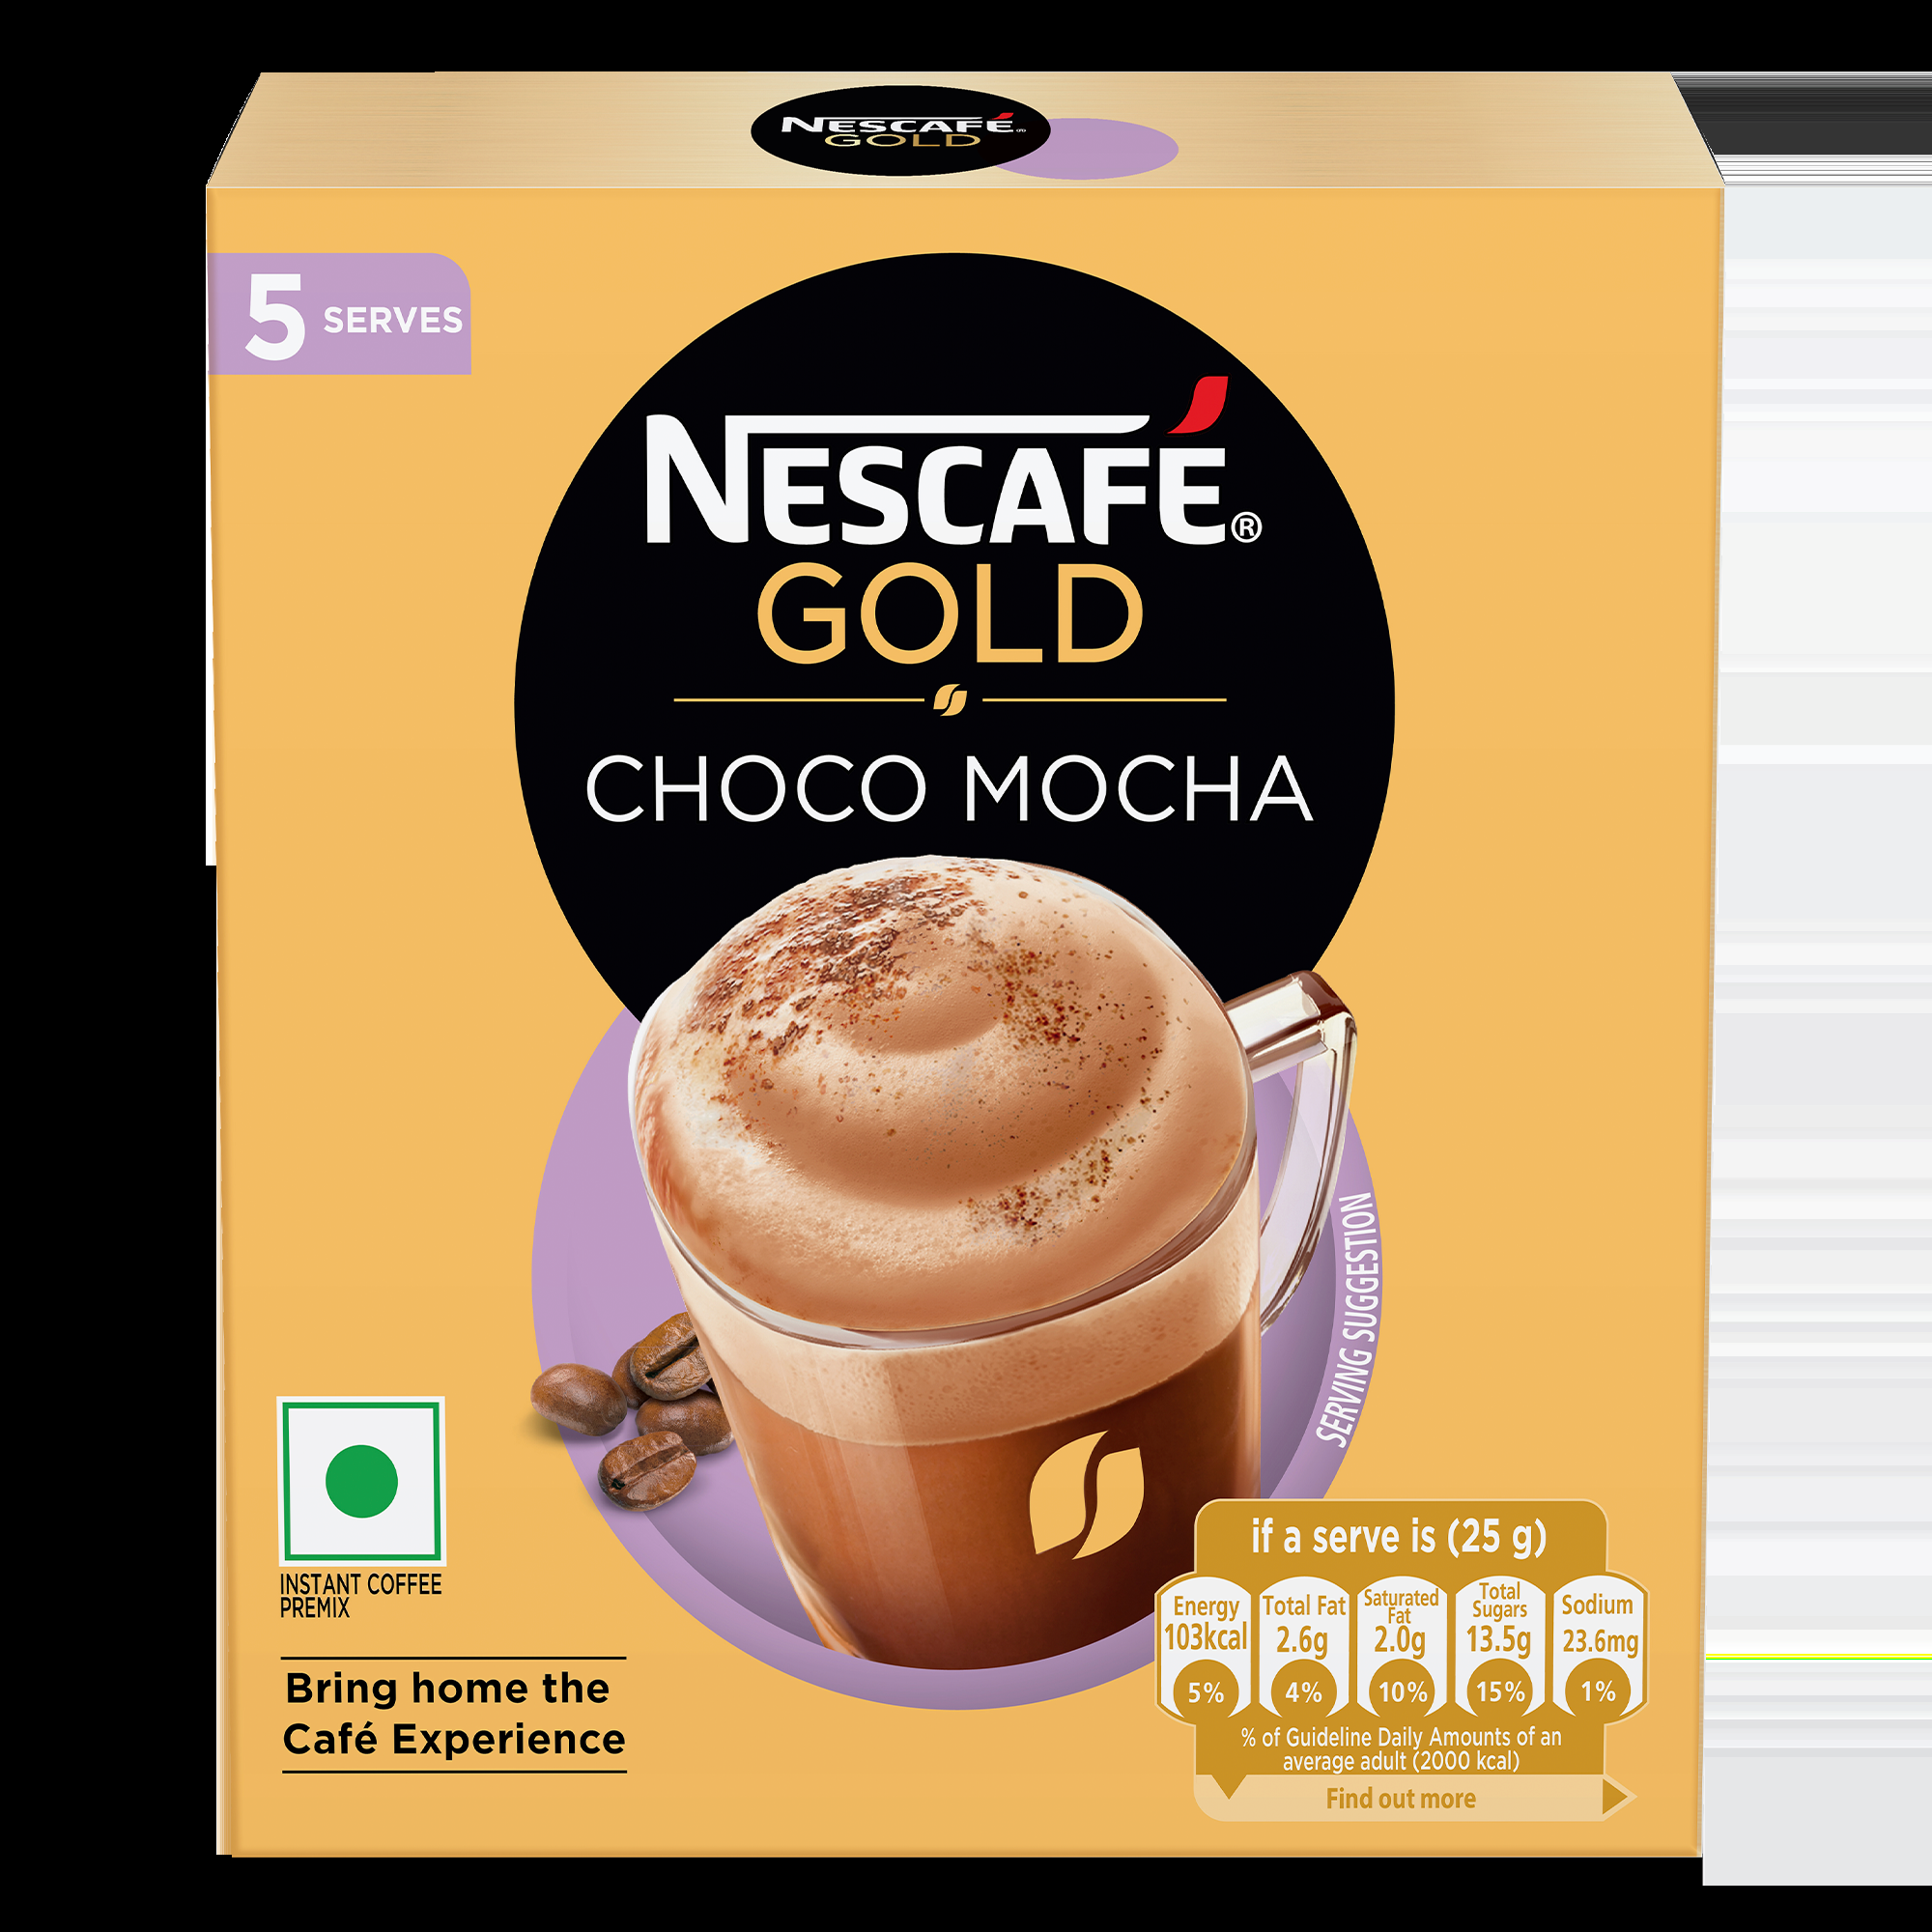 NESCAFÉ®
GOLD
5 SERVES
NESCAFÉ®
GOLD
CHOCO MOCHA
SERVING SUGGESTION
INSTANT COFFEE
PREMIX
Bring home the
Café Experience
if a serve is (25 g)
Energy
103kcal
5%
Total Fat
2.6g
4%
Saturated
Fat
2.0g
10%
Total
Sugars
13.5g
15%
Sodium
23.6mg
1%
% of Guideline Daily Amounts of an
average adult (2000 kcal)
Find out more